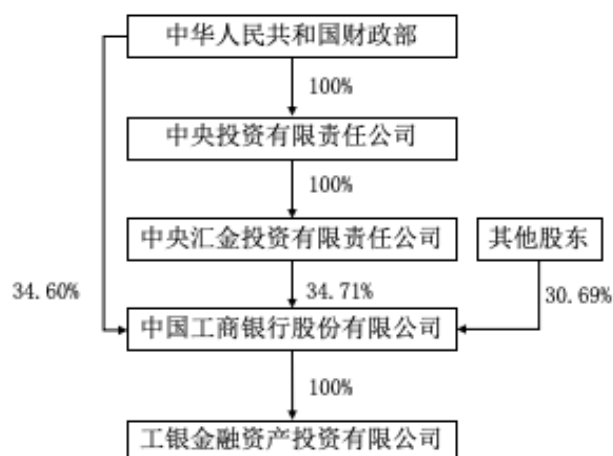 中华人民共和国财政部
100%
中央投资有限责任公司
100%
中央汇金投资有限责任公司
其他股东
34.60%
34.71%
30.69%
中国工商银行股份有限公司
100%
工银金融资产投资有限公司